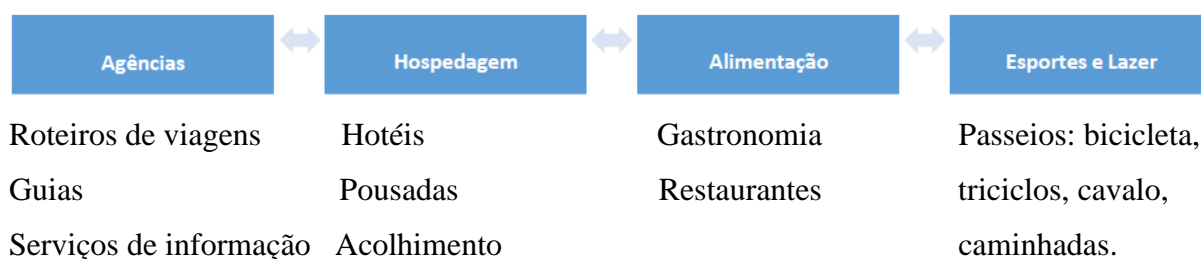 Agências Hospedagem Alimentação Esportes e Lazer
Roteiros de viagens Hotéis Gastronomia Passeios: bicicleta,
Guias Pousadas Restaurantes triciclos, cavalo,
Serviços de informação Acolhimento caminhadas.